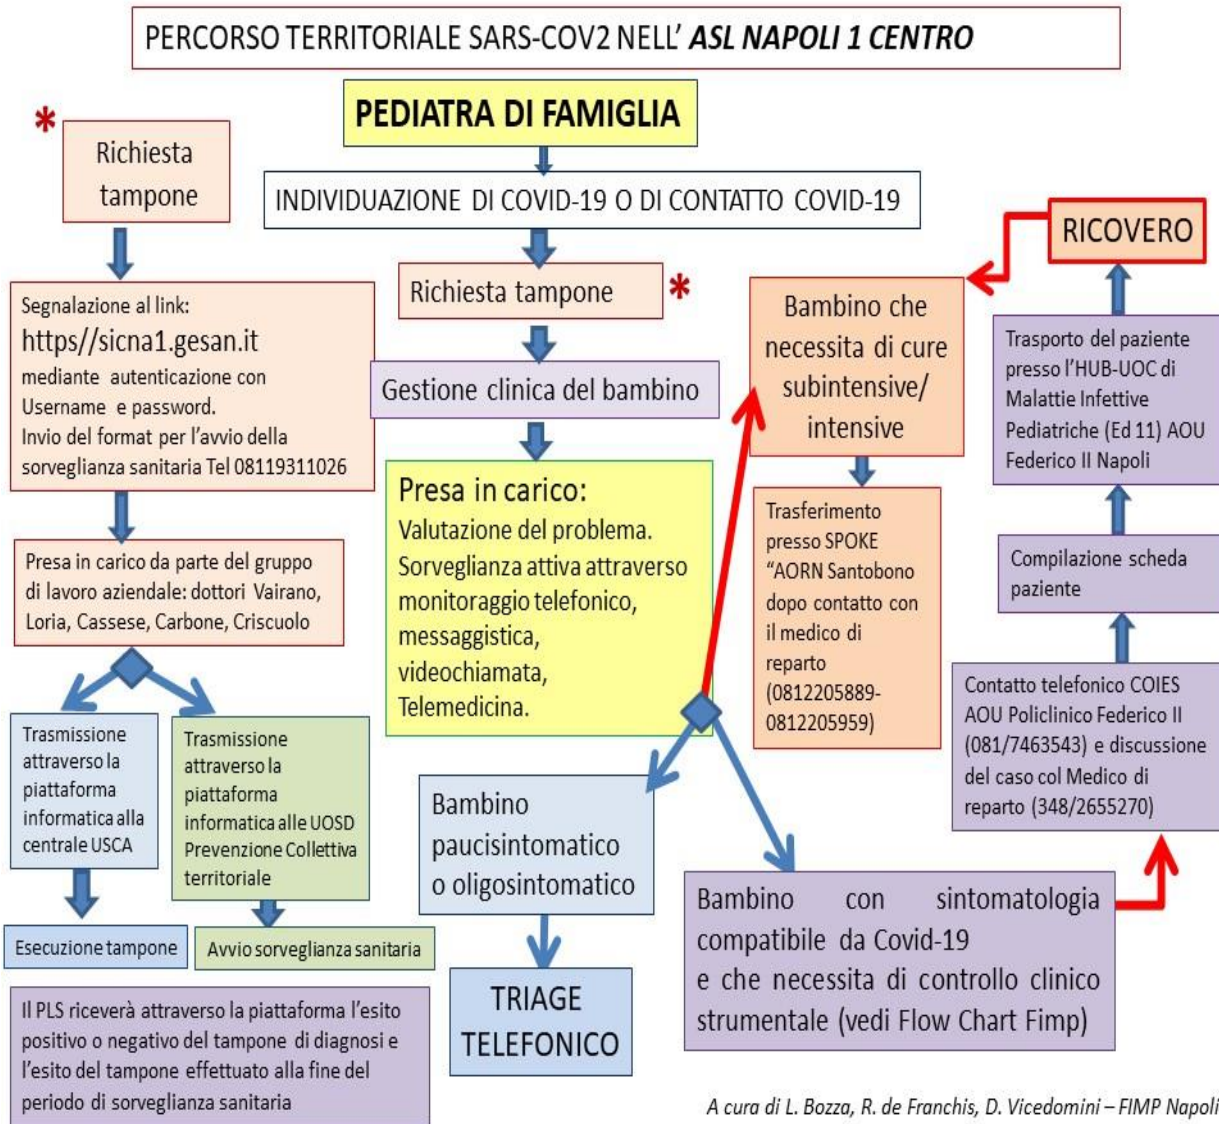 PERCORSO TERRITORIALE SARS-COV2 NELL' ASL NAPOLI 1 CENTRO
PEDIATRA DI FAMIGLIA
*
Richiesta
tampone
INDIVIDUAZIONE DI COVID-19 O DI CONTATTO COVID-19
RICOVERO
Segnalazione al link:
https//sicna1.gesan.it
mediante autenticazione con
Username e password.
Invio del format per l'avvio della
sorveglianza sanitaria Tel 08119311026
Richiesta tampone
*
Gestione clinica del bambino
Bambino che
necessita di cure
subintensive/
intensive
Trasporto del paziente
presso l'HUB-UOC di
Malattie Infettive
Pediatriche (Ed 11) AOU
Federico II Napoli
Presa in carico:
Valutazione del problema.
Sorveglianza attiva attraverso
monitoraggio telefonico,
messaggistica,
videochiamata,
Telemedicina.
Trasferimento
presso SPOKE
"AORN Santobono
dopo contatto con
il medico di
reparto
(0812205889-
0812205959)
Compilazione scheda
paziente
Presa in carico da parte del gruppo
di lavoro aziendale: dottori Vairano,
Loria, Cassese, Carbone, Criscuolo
Contatto telefonico COIES
AOU Policlinico Federico II
(081/7463543) e discussione
del caso col Medico di
reparto (348/2655270)
Trasmissione
attraverso la
piattaforma
informatica alla
centrale USCA
Trasmissione
attraverso la
piattaforma
informatica alle UOSD
Prevenzione Collettiva
territoriale
Bambino
paucisintomatico
o oligosintomatico
Bambino con sintomatologia
compatibile da Covid-19
e che necessita di controllo clinico
strumentale (vedi Flow Chart Fimp)
Esecuzione tampone
Avvio sorveglianza sanitaria
TRIAGE
TELEFONICO
Il PLS riceverà attraverso la piattaforma l'esito
positivo o negativo del tampone di diagnosi e
l'esito del tampone effettuato alla fine del
periodo di sorveglianza sanitaria
A cura di L. Bozza, R. de Franchis, D. Vicedomini – FIMP Napoli